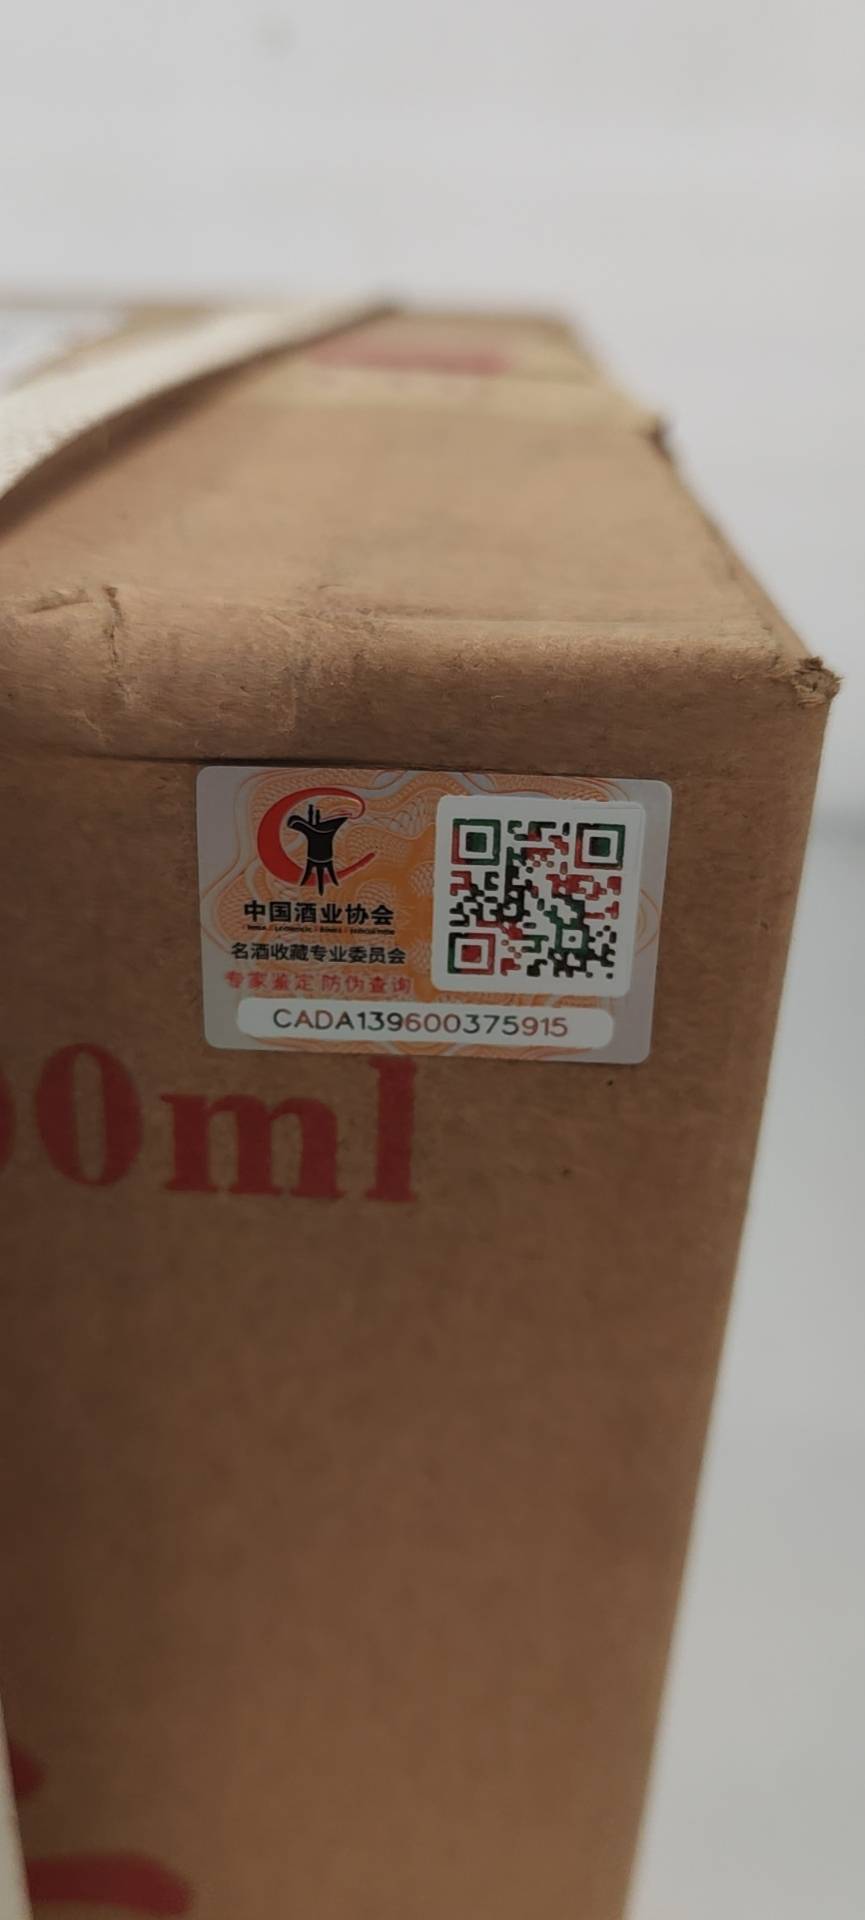 中国酒业协会
名酒收藏专业委员会
专家鉴定 防伪查询
CADA139600375915
0ml